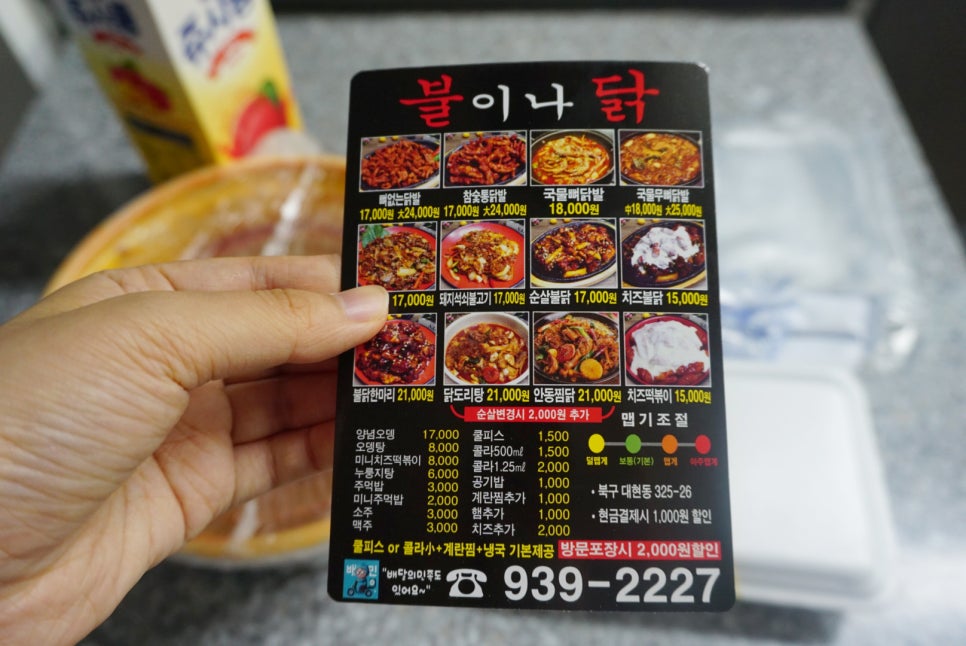 쥬시쿨
불이나 닭
뼈없는닭발 참숯통닭발 국물뼈닭발 국물무뼈닭발
17,000원 大24,000원 17,000원 大24,000원 18,000원 中18,000원 大25,000원
17,000원 돼지석쇠불고기 17,000원 순살불닭 17,000원 치즈불닭 15,000원
불닭한마리 21,000원 닭도리탕 21,000원 안동찜닭 21,000원 치즈떡볶이 15,000원
순살변경시 2,000원 추가
양념오뎅 17,000
오뎅탕 8,000
미니치즈떡볶이 8,000
누룽지탕 6,000
주먹밥 3,000
미니주먹밥 2,000
소주 3,000
맥주 3,000
쿨피스 1,500
콜라500㎖ 1,500
콜라1.25㎖ 2,000
공기밥 1,000
계란찜추가 1,000
햄추가 1,000
치즈추가 2,000
맵기조절
덜맵게 보통(기본) 맵게 아주맵게
· 북구 대현동 325-26
· 현금결제시 1,000원 할인
쿨피스 or 콜라小+계란찜+냉국 기본제공 방문포장시 2,000원할인
배민
"배달의민족도
있어요~"
939-2227